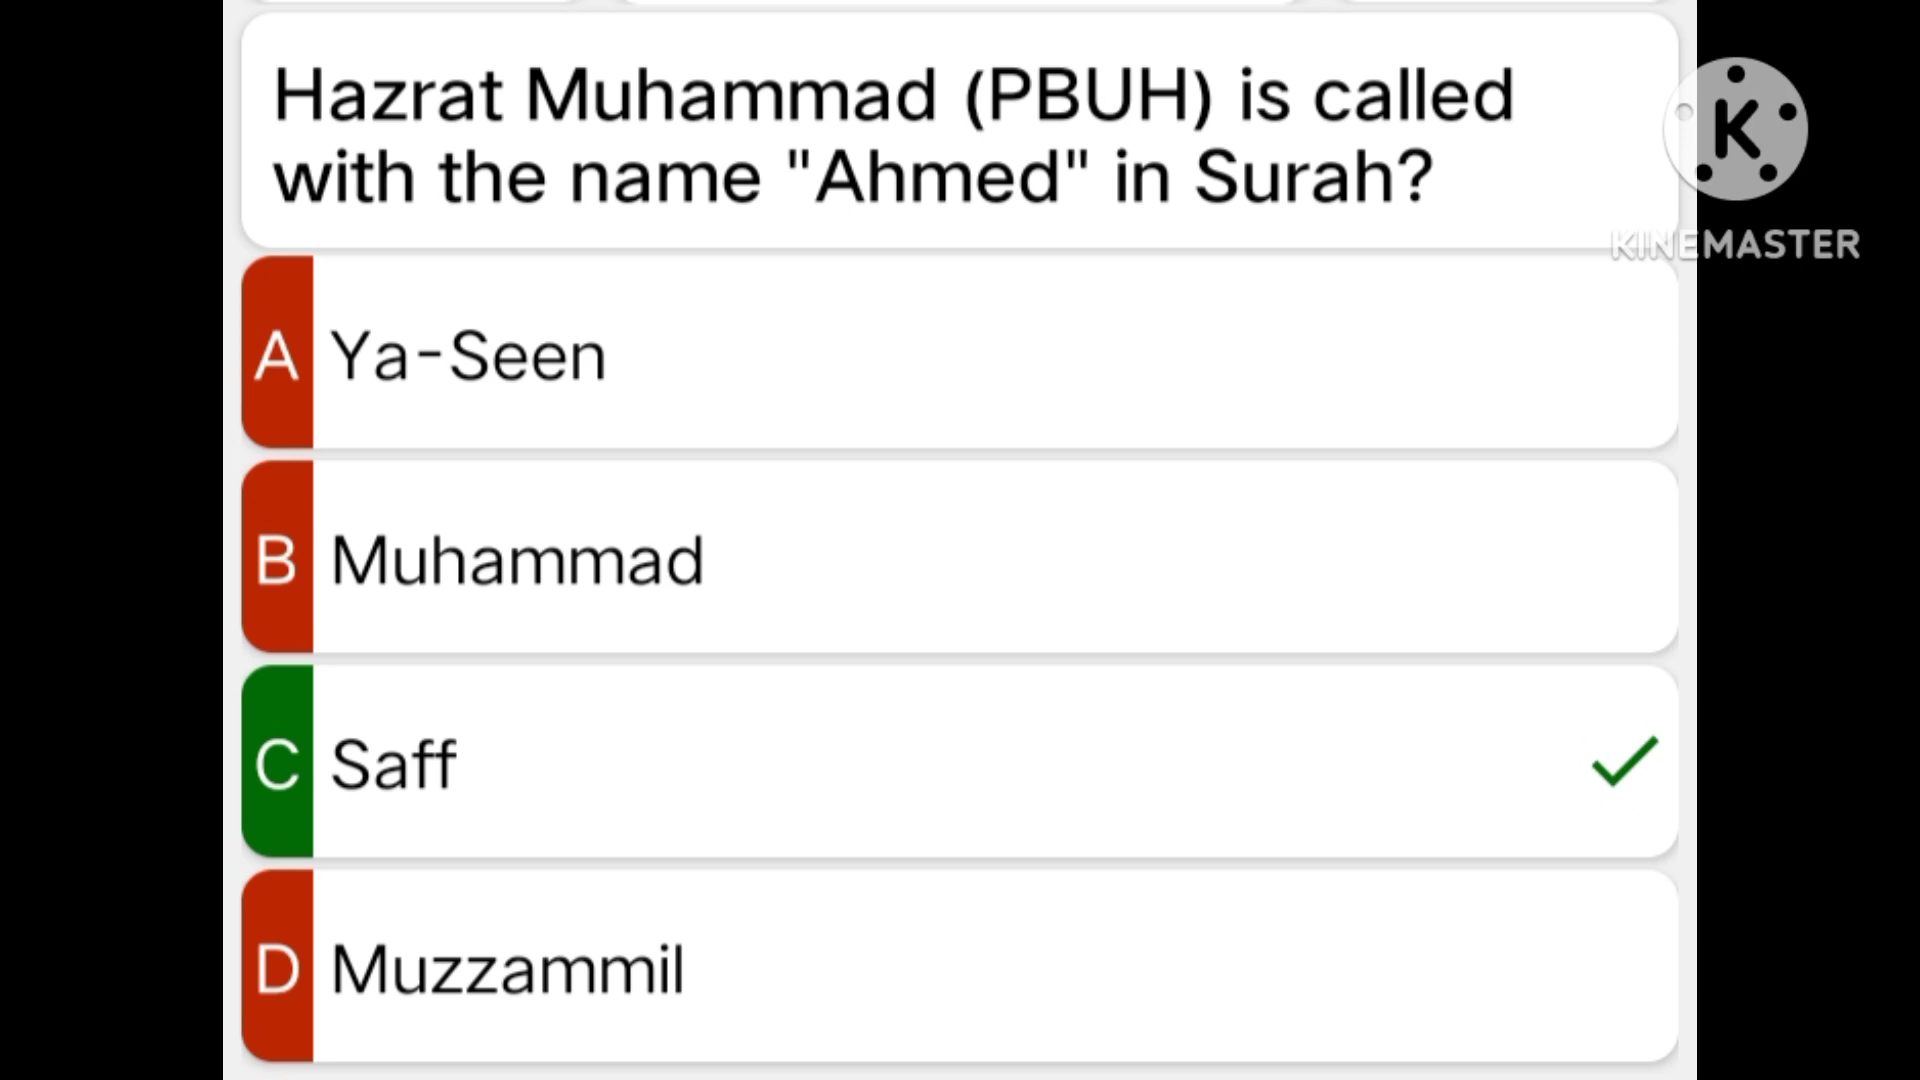 Hazrat Muhammad (PBUH) is called
with the name "Ahmed" in Surah?
K
KINEMASTER
A Ya-Seen
B Muhammad
C Saff
D Muzzammil